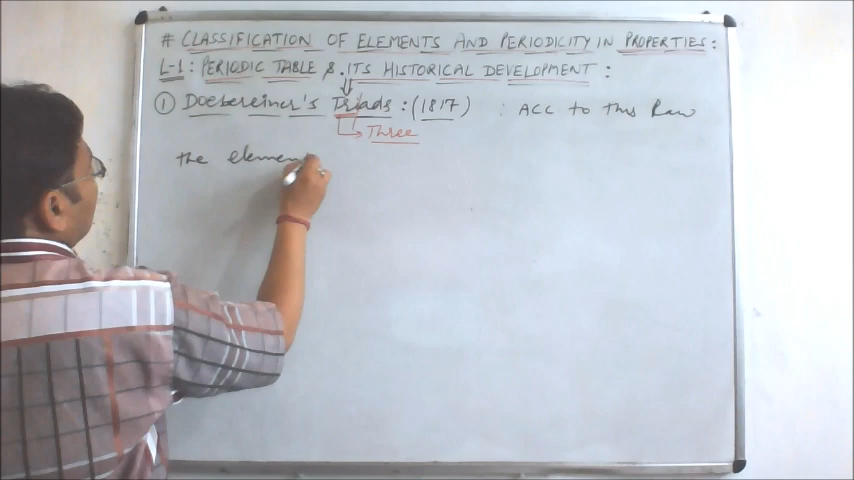 # CLASSIFICATION OF ELEMENTS AND PERIODICITY IN PROPERTIES:
L-1: PERIODIC TABLE & ITS HISTORICAL DEVELOPMENT:
① Doebereiner's Triads: (1817) : ACC to this Law
Three
the elemen